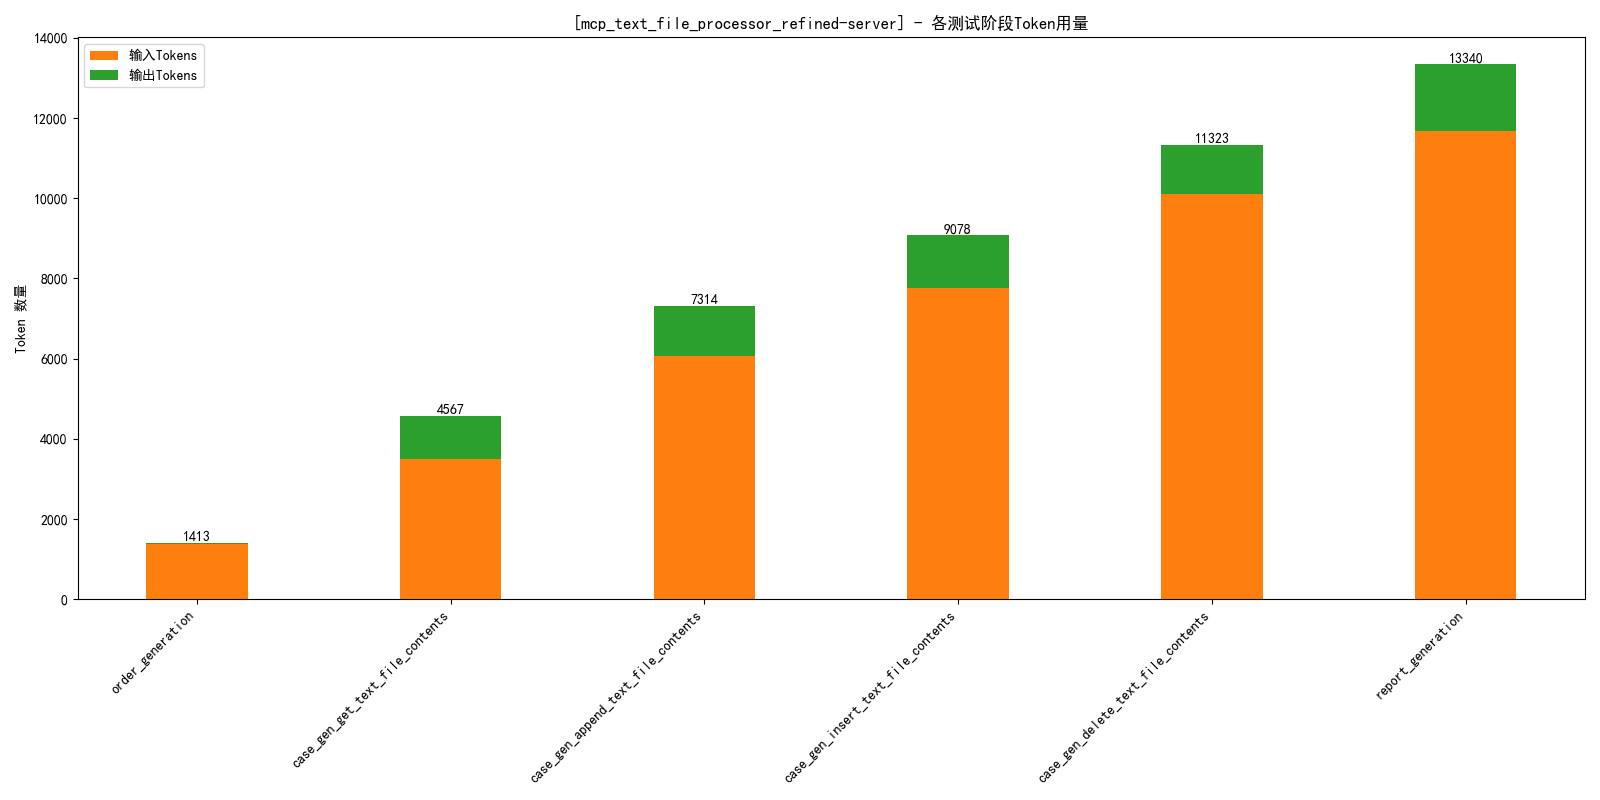 [mcp_text_file_processor_refined-server] - 各测试阶段Token用量
输入Tokens
输出Tokens
Token 数量
14000
12000
10000
8000
6000
4000
2000
0
1413
4567
7314
9078
11323
13340
order_generation
case_gen_get_text_file_contents
case_gen_append_text_file_contents
case_gen_insert_text_file_contents
case_gen_delete_text_file_contents
report_generation